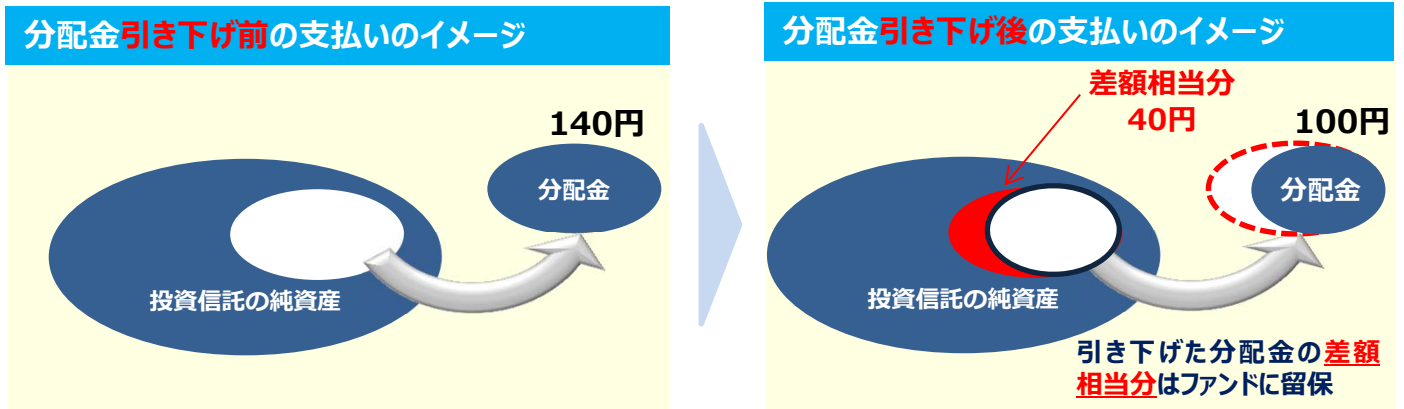 分配金引き下げ前の支払いのイメージ
140円
分配金
投資信託の純資産
分配金引き下げ後の支払いのイメージ
差額相当分
40円
100円
分配金
投資信託の純資産
引き下げた分配金の差額
相当分はファンドに留保